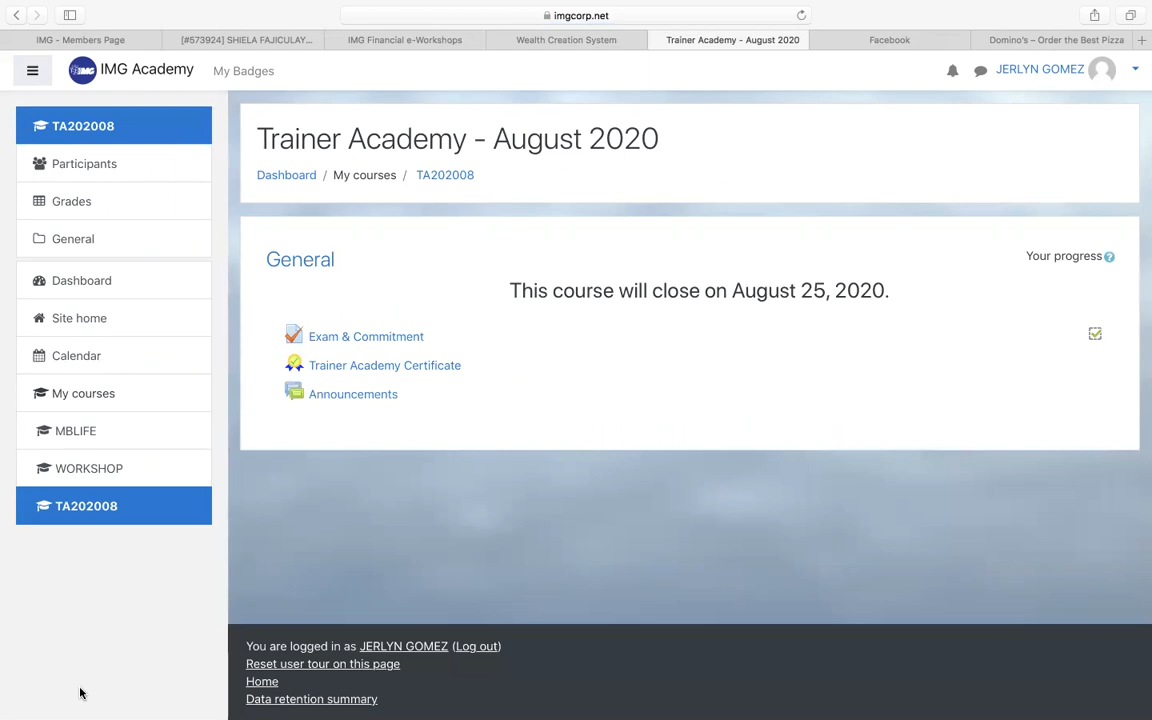 imgcorp.net
IMG - Members Page
[#573924] SHIELA FAJICULAY...
IMG Financial e-Workshops
Wealth Creation System
Trainer Academy - August 2020
Facebook
Domino's – Order the Best Pizza
IMG Academy
My Badges
JERLYN GOMEZ
TA202008
Participants
Grades
General
Dashboard
Site home
Calendar
My courses
MBLIFE
WORKSHOP
TA202008
Trainer Academy - August 2020
Dashboard / My courses / TA202008
General
Your progress
This course will close on August 25, 2020.
Exam & Commitment
Trainer Academy Certificate
Announcements
You are logged in as JERLYN GOMEZ (Log out)
Reset user tour on this page
Home
Data retention summary